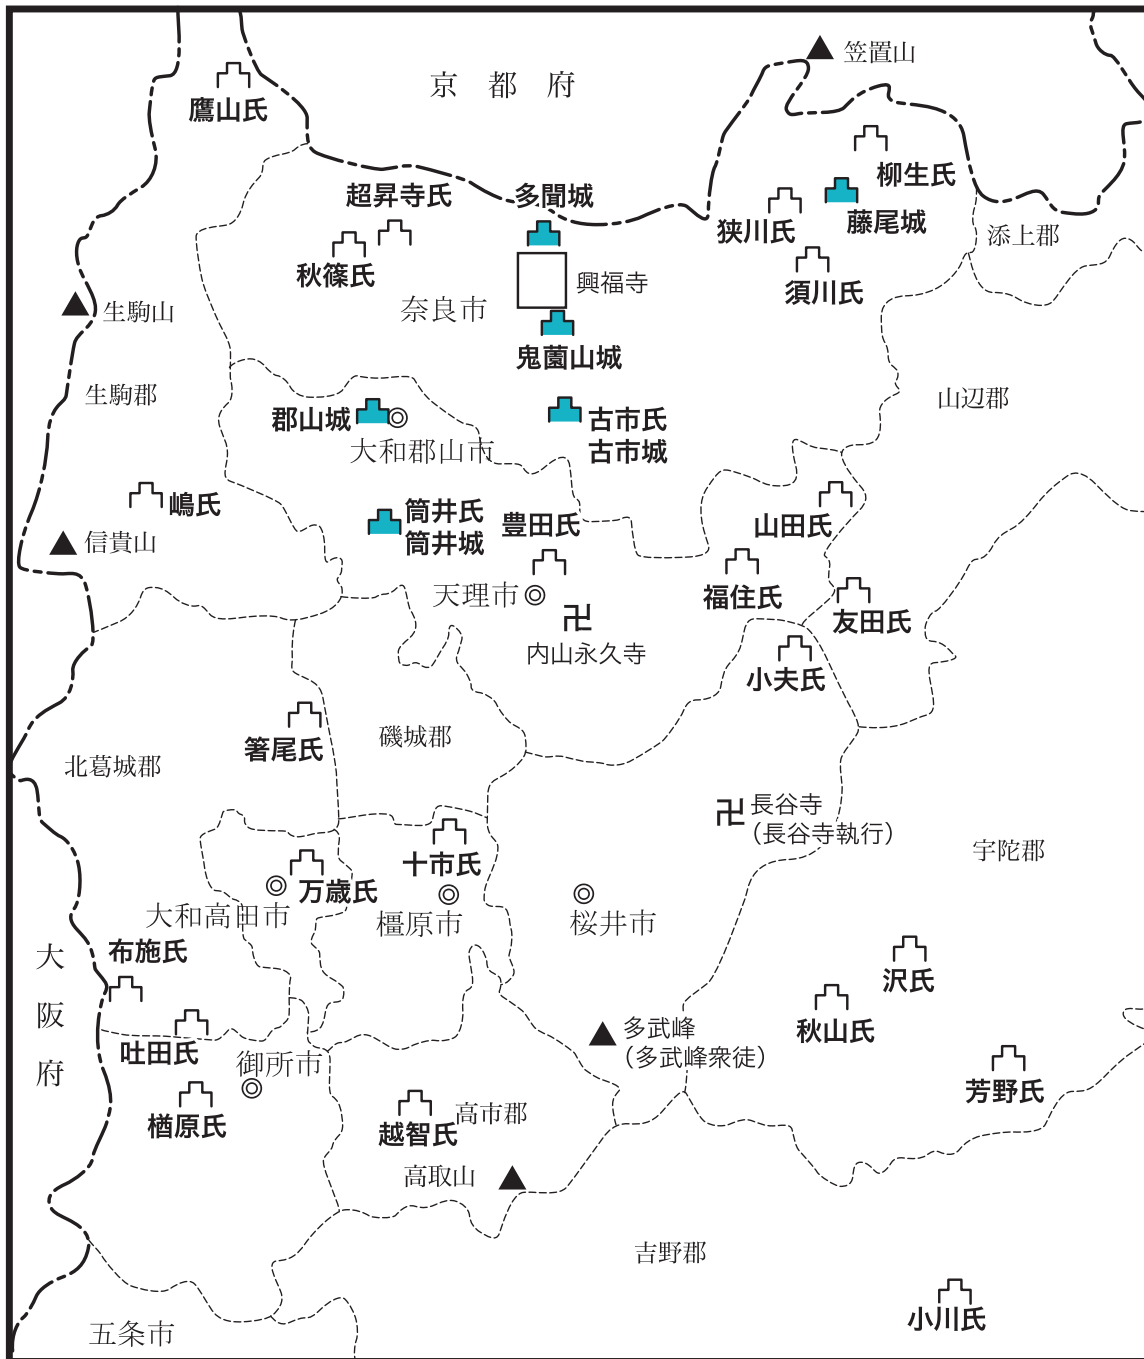 笠置山
京都府
鷹山氏
柳生氏
超昇寺氏
多聞城
狭川氏
藤尾城
添上郡
秋篠氏
興福寺
須川氏
奈良市
生駒山
鬼薗山城
生駒郡
山辺郡
郡山城
古市氏
古市城
大和郡山市
嶋氏
筒井氏
筒井城
豊田氏
山田氏
信貴山
天理市
福住氏
友田氏
内山永久寺
小夫氏
箸尾氏
磯城郡
北葛城郡
長谷寺
(長谷寺執行)
宇陀郡
十市氏
万歳氏
大和高田市
橿原市
桜井市
布施氏
大阪府
沢氏
秋山氏
多武峰
(多武峰衆徒)
吐田氏
御所市
芳野氏
楢原氏
越智氏
高市郡
高取山
吉野郡
小川氏
五条市